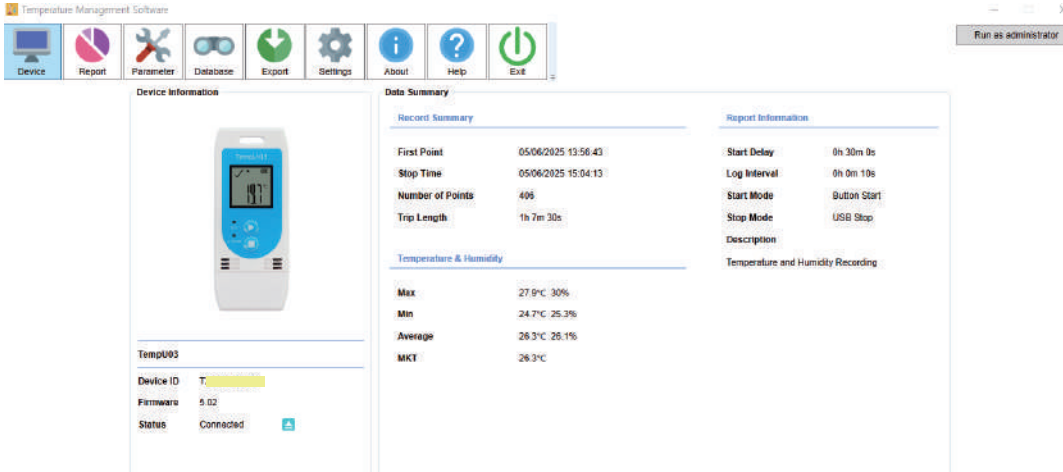 Temperature Management Software
Run as administrator
Device Report Parameter Database Export Settings About Help Exit
Device Information
TempU03
19.7°
TempU03
Device ID T.
Firmware 5.02
Status Connected
Data Summary
Record Summary
First Point 05/06/2025 13:56:43
Stop Time 05/06/2025 15:04:13
Number of Points 406
Trip Length 1h 7m 30s
Temperature & Humidity
Max 27.9°C 30%
Min 24.7°C 25.3%
Average 26.3°C 26.1%
MKT 26.3°C
Report Information
Start Delay 0h 30m 0s
Log Interval 0h 0m 10s
Start Mode Button Start
Stop Mode USB Stop
Description
Temperature and Humidity Recording